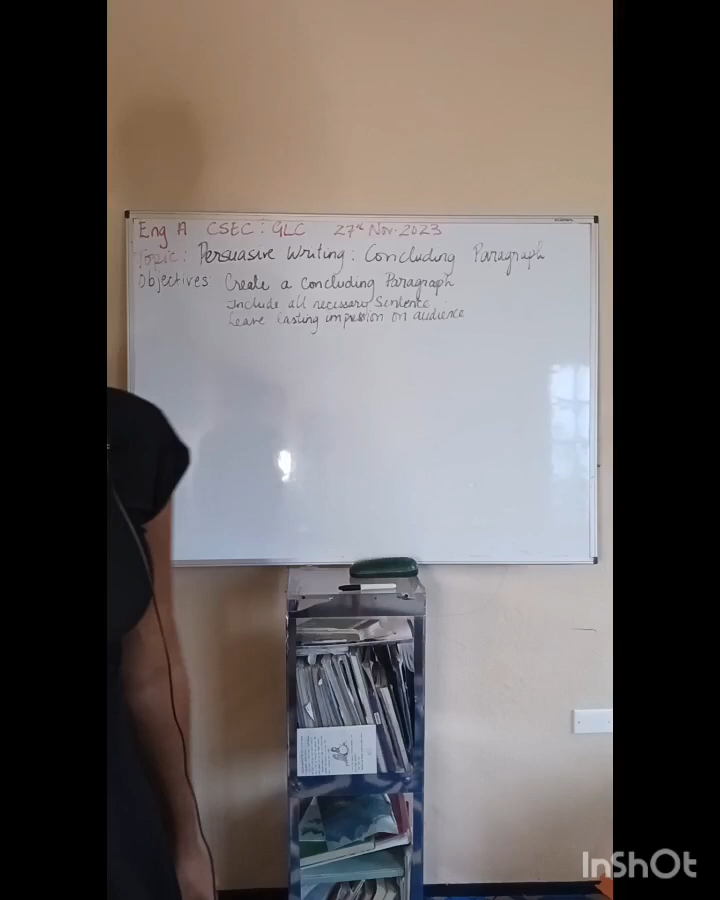 Eng A CSEC : GLC 27th Nov. 2023
Topic : Persuasive Writing : Concluding Paragraph
Objectives: Create a concluding Paragraph
Include all necessary Sentence
Leave lasting impression on audience
InShOt